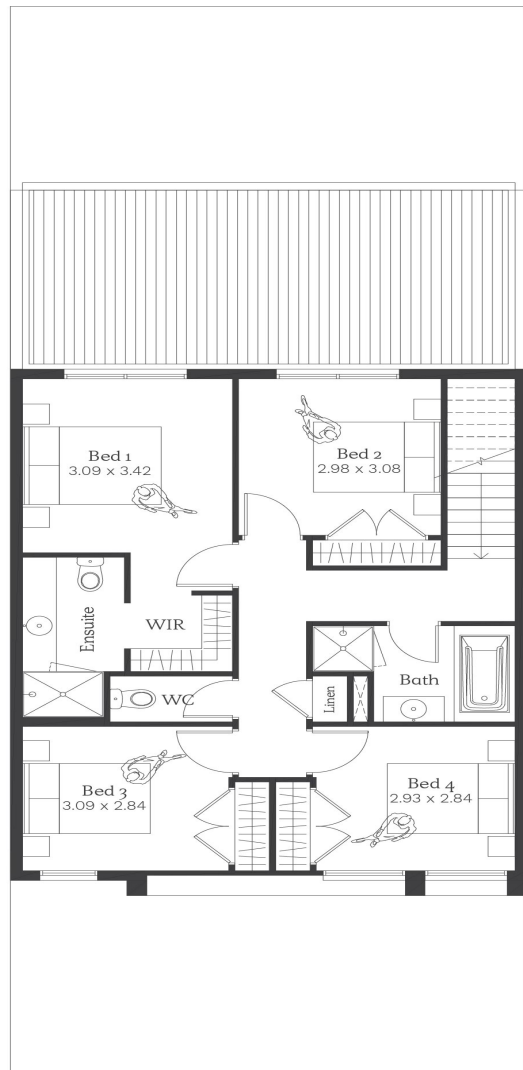 Bed 1
3.09 × 3.42
Bed 2
2.98 × 3.08
Ensuite
WIR
WC
Linen
Bath
Bed 3
3.09 × 2.84
Bed 4
2.93 × 2.84